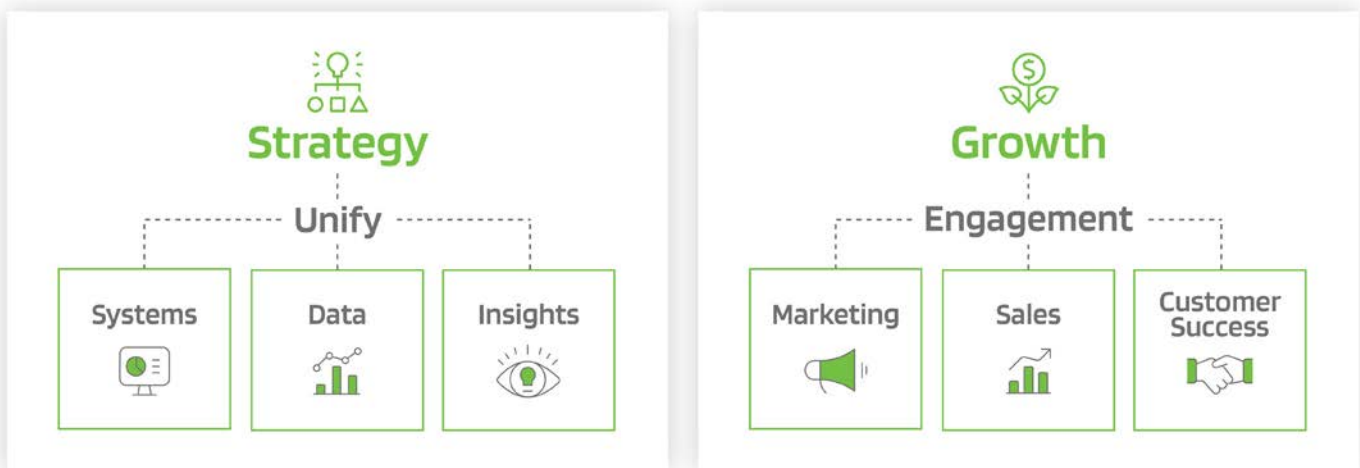 Strategy
Unify
Systems
Data
Insights
Growth
$
Engagement
Marketing
Sales
Customer
Success